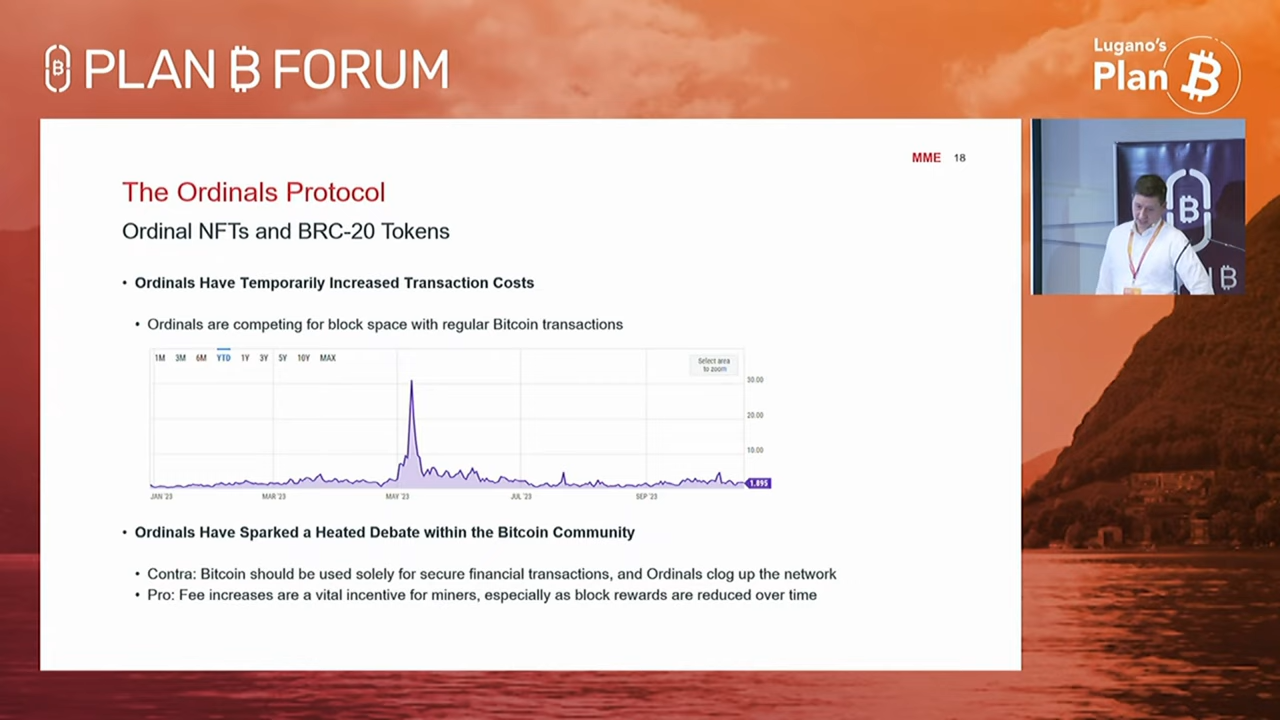 PLAN B FORUM
Lugano's
Plan B
MME 18
The Ordinals Protocol
Ordinal NFTs and BRC-20 Tokens
• Ordinals Have Temporarily Increased Transaction Costs
• Ordinals are competing for block space with regular Bitcoin transactions
1M 3M 6M YTD 1Y 3Y 5Y 10Y MAX
Select area
to zoom
30.00
20.00
10.00
1.895
JAN '23 MAR '23 MAY '23 JUL '23 SEP '23
• Ordinals Have Sparked a Heated Debate within the Bitcoin Community
• Contra: Bitcoin should be used solely for secure financial transactions, and Ordinals clog up the network
• Pro: Fee increases are a vital incentive for miners, especially as block rewards are reduced over time